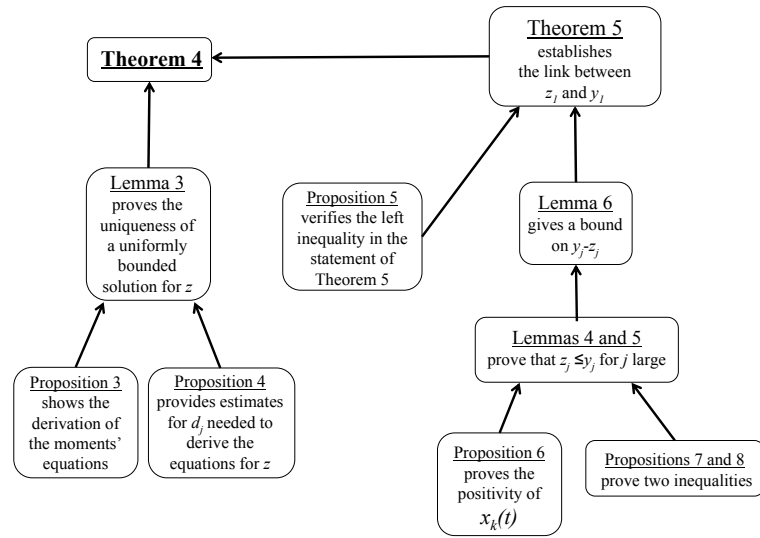 Theorem 4
Theorem 5
establishes
the link between
z₁ and y₁
Lemma 3
proves the
uniqueness of
a uniformly
bounded
solution for z
Proposition 5
verifies the left
inequality in the
statement of
Theorem 5
Lemma 6
gives a bound
on yⱼ-zⱼ
Lemmas 4 and 5
prove that zⱼ ≤yⱼ for j large
Proposition 3
shows the
derivation of
the moments’
equations
Proposition 4
provides estimates
for dⱼ needed to
derive the
equations for z
Proposition 6
proves the
positivity of
xₖ(t)
Propositions 7 and 8
prove two inequalities